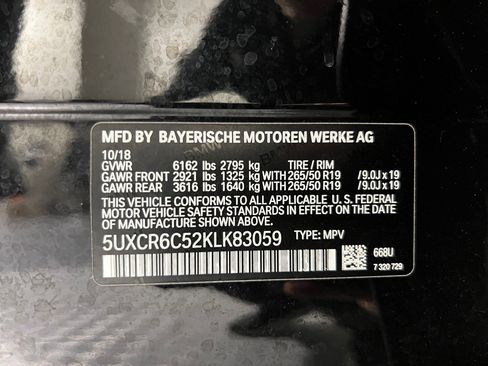 MFD BY BAYERISCHE MOTOREN WERKE AG
10/18
GVWR 6162 lbs 2795 kg TIRE / RIM
GAWR FRONT 2921 lbs 1325 kg WITH 265/50 R19 / 9.0J x 19
GAWR REAR 3616 lbs 1640 kg WITH 265/50 R19 / 9.0J x 19
THIS VEHICLE CONFORMS TO ALL APPLICABLE U. S. FEDERAL
MOTOR VEHICLE SAFETY STANDARDS IN EFFECT ON THE DATE OF
MANUFACTURE SHOWN ABOVE.
5UXCR6C52KLK83059 TYPE: MPV
668U
7 320 729